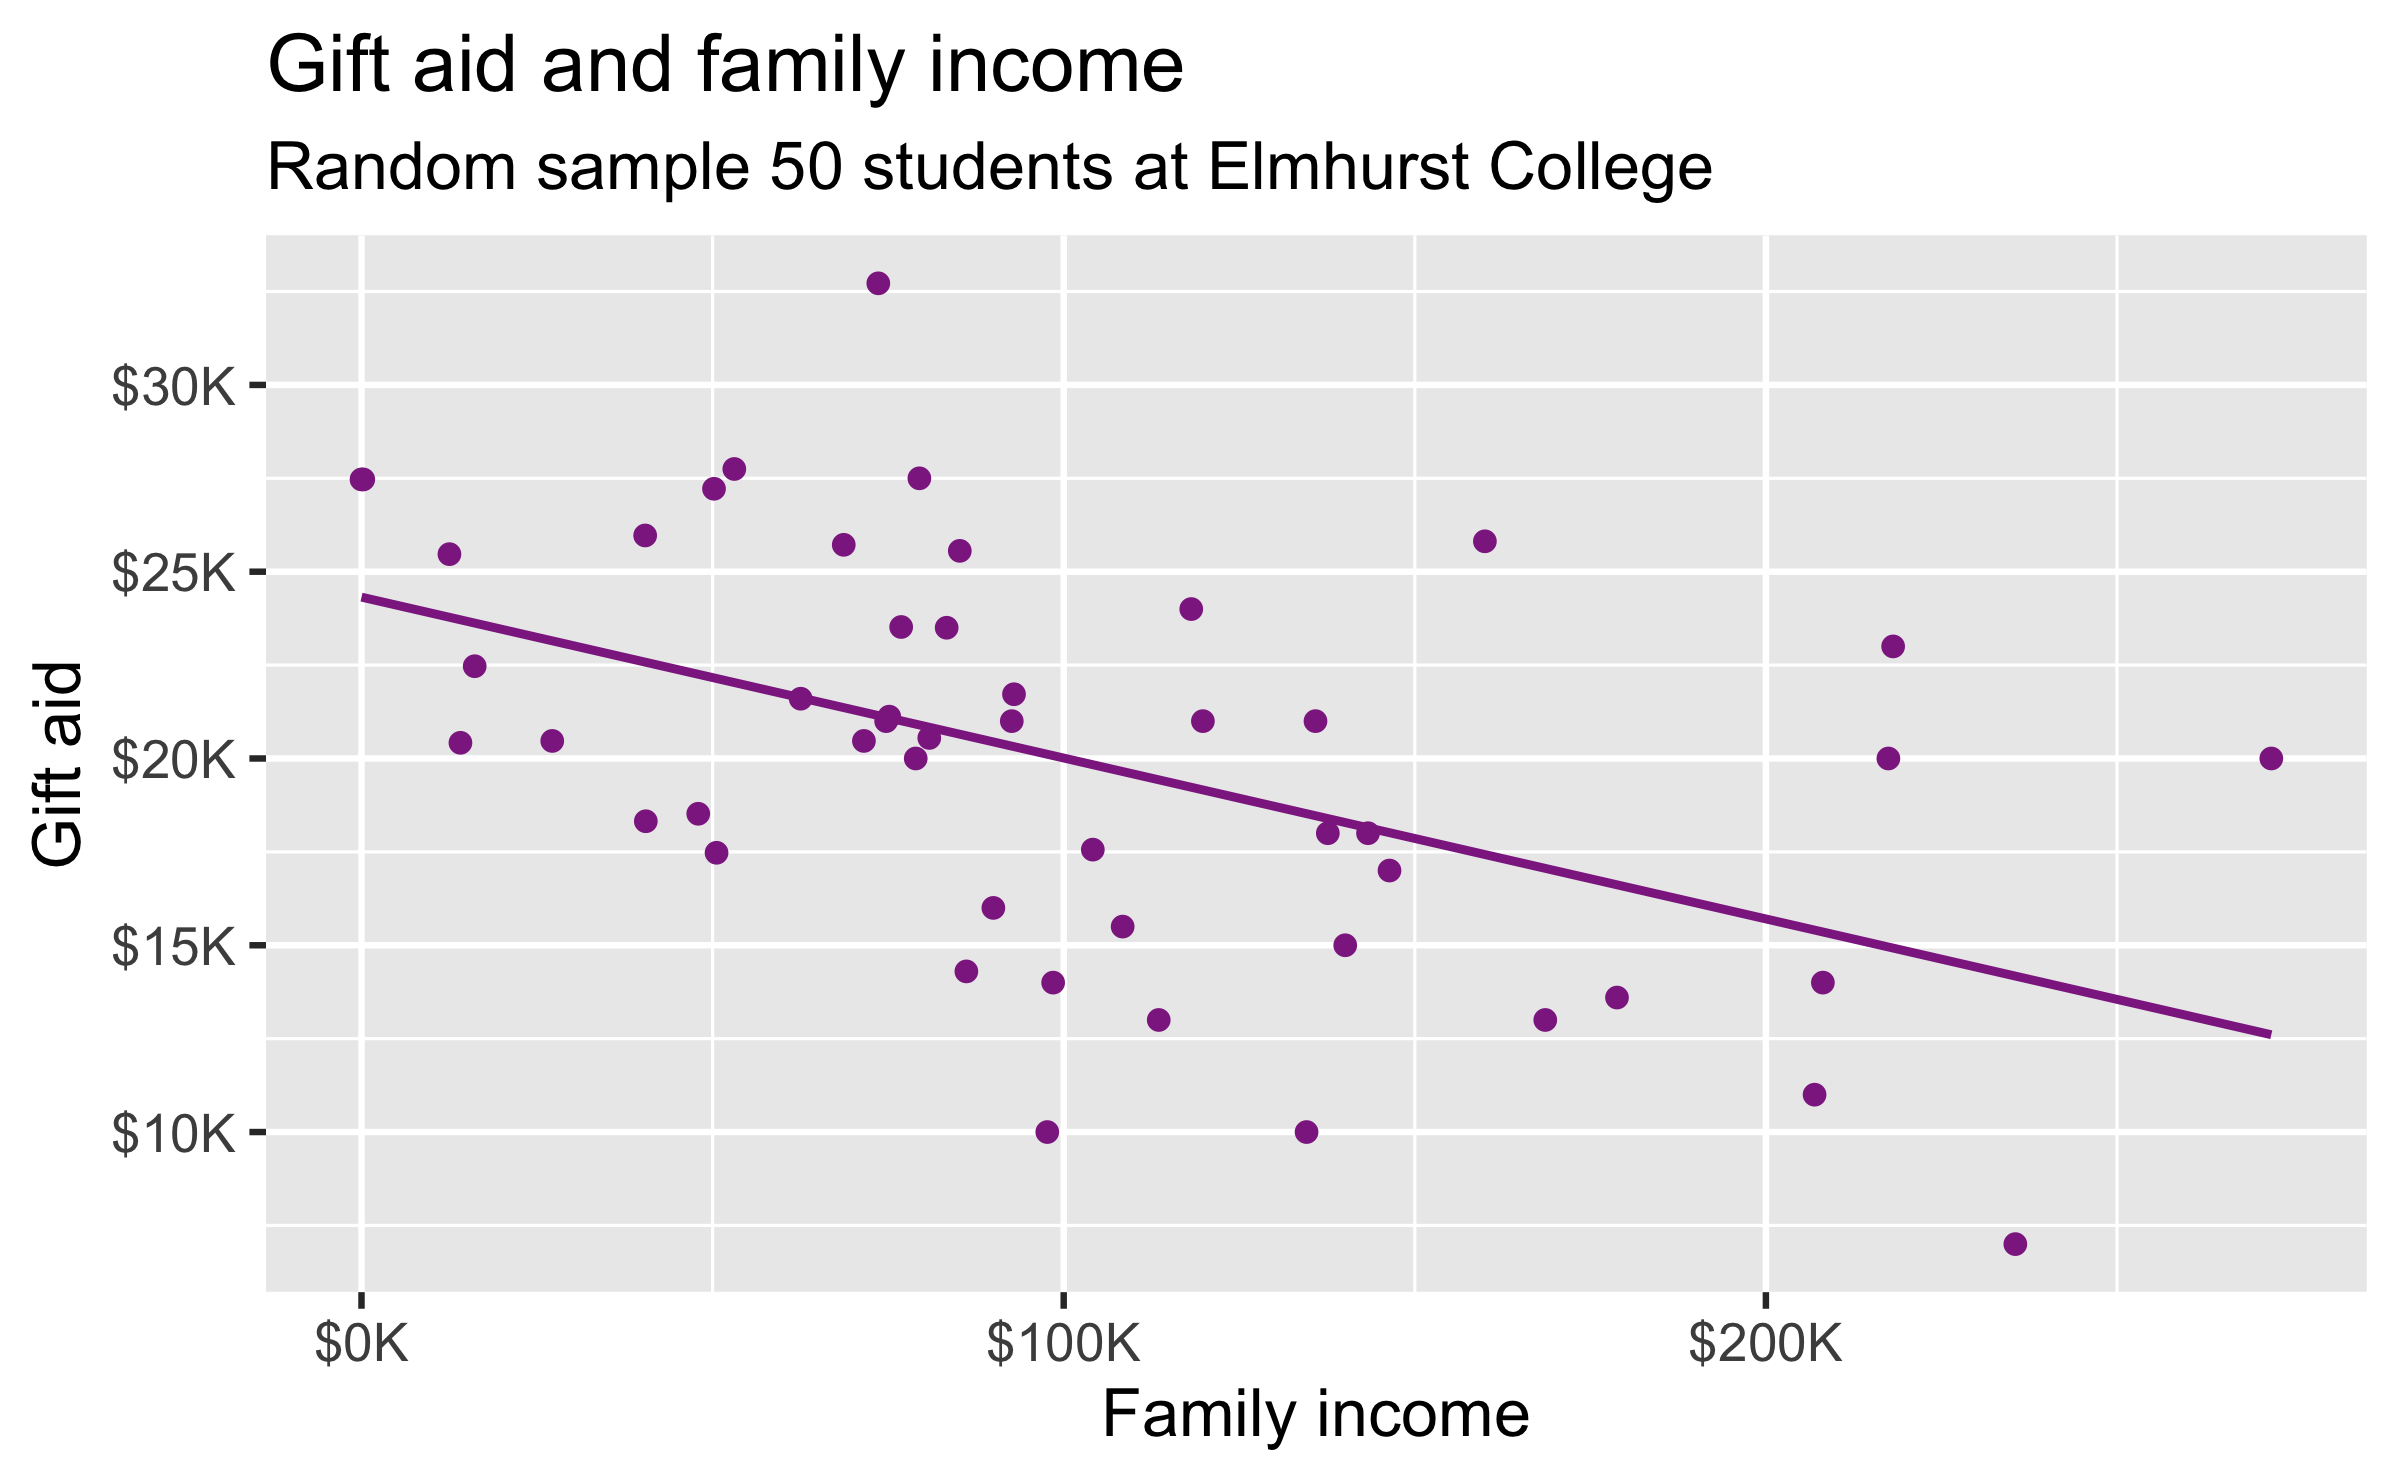 Gift aid and family income
Random sample 50 students at Elmhurst College
Gift aid
$30K
$25K
$20K
$15K
$10K
$0K
$100K
$200K
Family income